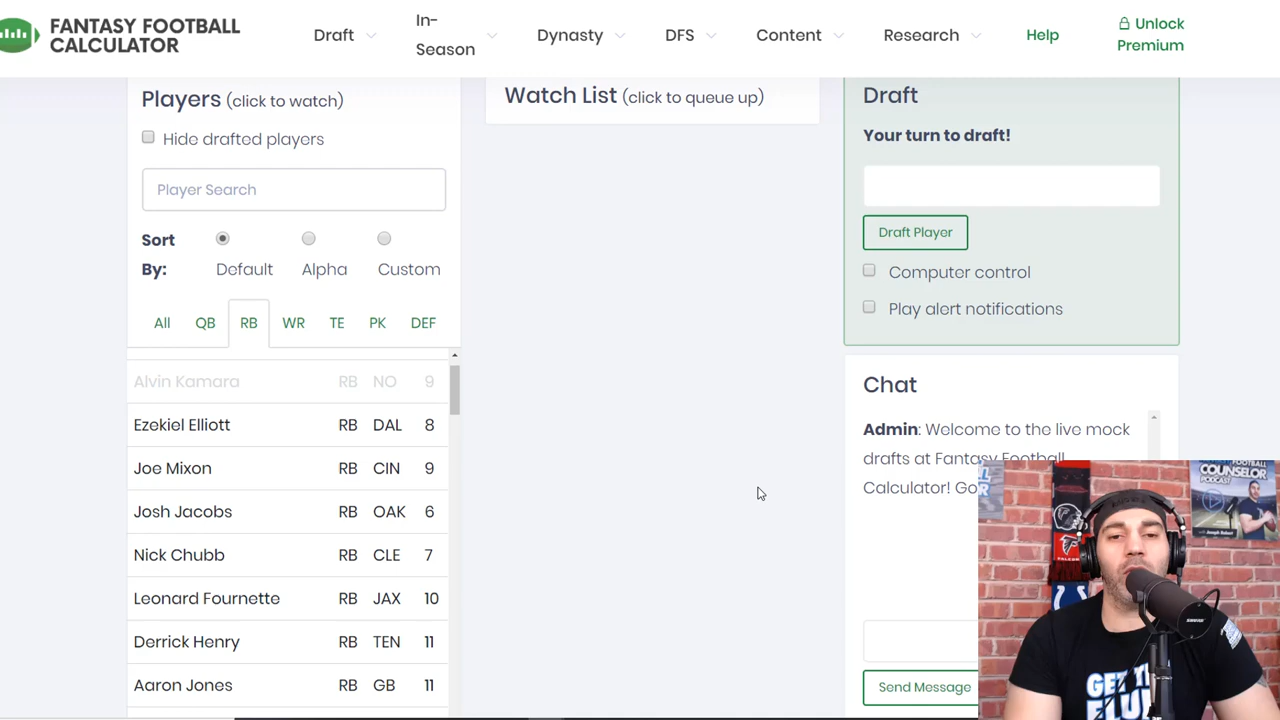 FANTASY FOOTBALL
CALCULATOR
Draft
In-
Season
Dynasty
DFS
Content
Research
Help
Unlock
Premium
Players (click to watch)
Hide drafted players
Player Search
Sort
By:
Default
Alpha
Custom
All QB RB WR TE PK DEF
Alvin Kamara RB NO 9
Ezekiel Elliott RB DAL 8
Joe Mixon RB CIN 9
Josh Jacobs RB OAK 6
Nick Chubb RB CLE 7
Leonard Fournette RB JAX 10
Derrick Henry RB TEN 11
Aaron Jones RB GB 11
Watch List (click to queue up)
Draft
Your turn to draft!
Draft Player
Computer control
Play alert notifications
Chat
Admin: Welcome to the live mock
drafts at Fantasy Football
Calculator! Go
Send Message
FOOTBALL
COUNSELOR
PODCAST
GET TH